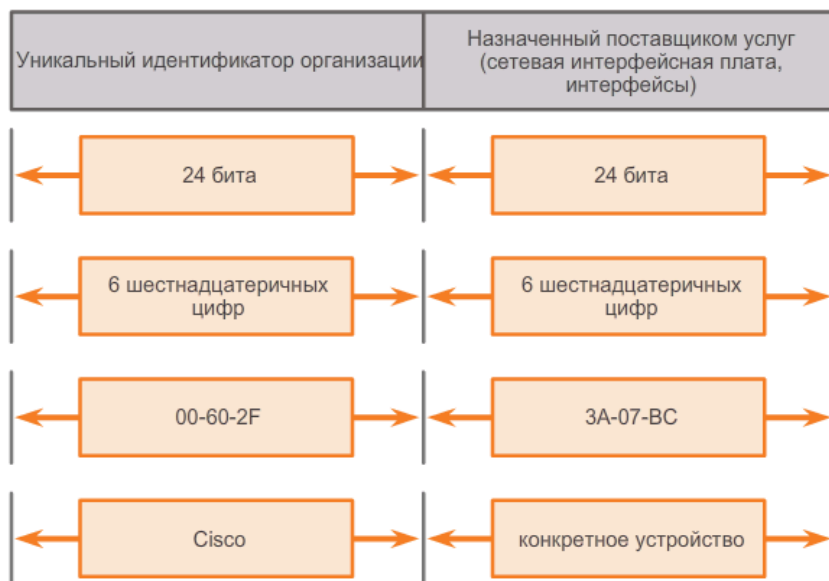 Уникальный идентификатор организации
Назначенный поставщиком услуг
(сетевая интерфейсная плата,
интерфейсы)
24 бита
24 бита
6 шестнадцатеричных
цифр
6 шестнадцатеричных
цифр
00-60-2F
3A-07-BC
Cisco
конкретное устройство